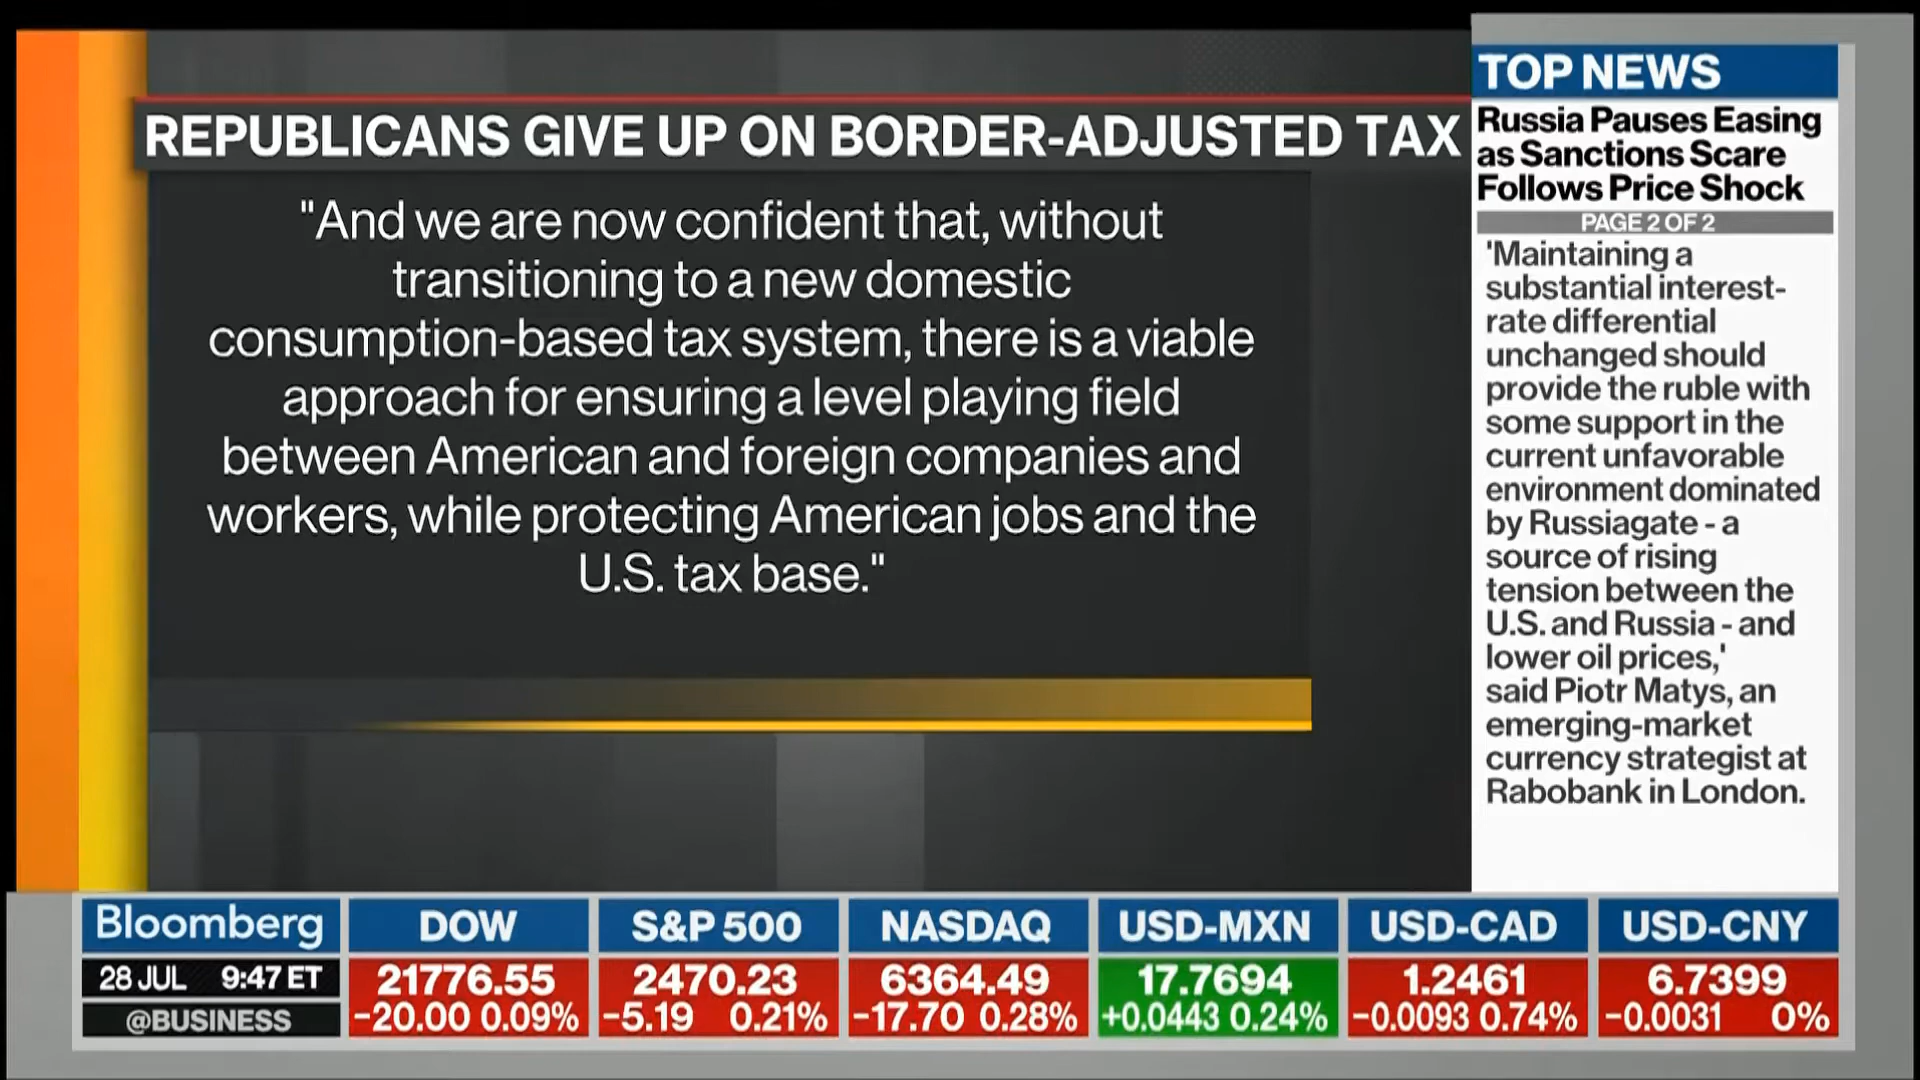 REPUBLICANS GIVE UP ON BORDER-ADJUSTED TAX
"And we are now confident that, without
transitioning to a new domestic
consumption-based tax system, there is a viable
approach for ensuring a level playing field
between American and foreign companies and
workers, while protecting American jobs and the
U.S. tax base."
TOP NEWS
Russia Pauses Easing
as Sanctions Scare
Follows Price Shock
PAGE 2 OF 2
'Maintaining a
substantial interest-
rate differential
unchanged should
provide the ruble with
some support in the
current unfavorable
environment dominated
by Russiagate - a
source of rising
tension between the
U.S. and Russia - and
lower oil prices,'
said Piotr Matys, an
emerging-market
currency strategist at
Rabobank in London.
Bloomberg
28 JUL 9:47 ET
@BUSINESS
DOW
21776.55
-20.00 0.09%
S&P 500
2470.23
-5.19 0.21%
NASDAQ
6364.49
-17.70 0.28%
USD-MXN
17.7694
+0.0443 0.24%
USD-CAD
1.2461
-0.0093 0.74%
USD-CNY
6.7399
-0.0031 0%